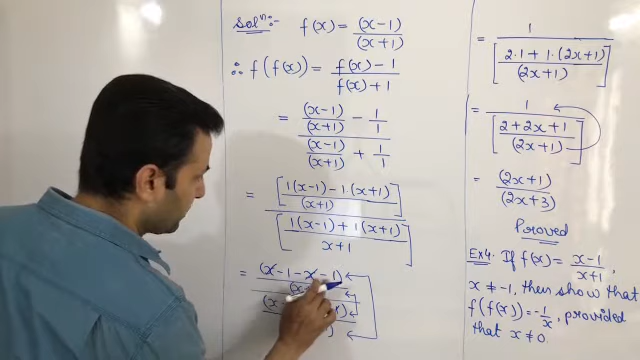 Sol^n :- f(x) = (x-1)/(x+1)
∴ f(f(x)) = (f(x) - 1)/(f(x) + 1)
= ((x-1)/(x+1) - 1/1)/((x-1)/(x+1) + 1/1)
= [(1(x-1) - 1·(x+1))/(x+1)]/[(1(x-1) + 1(x+1))/(x+1)]
= (x-1-x-1)
(x
= 1/[(2·1 + 1·(2x+1))/(2x+1)]
= 1/[(2+2x+1)/(2x+1)]
= (2x+1)/(2x+3)
Proved
Ex4. If f(x) = (x-1)/(x+1),
x ≠ -1, then show that
f(f(x)) = -1/x, provided
that x ≠ 0.